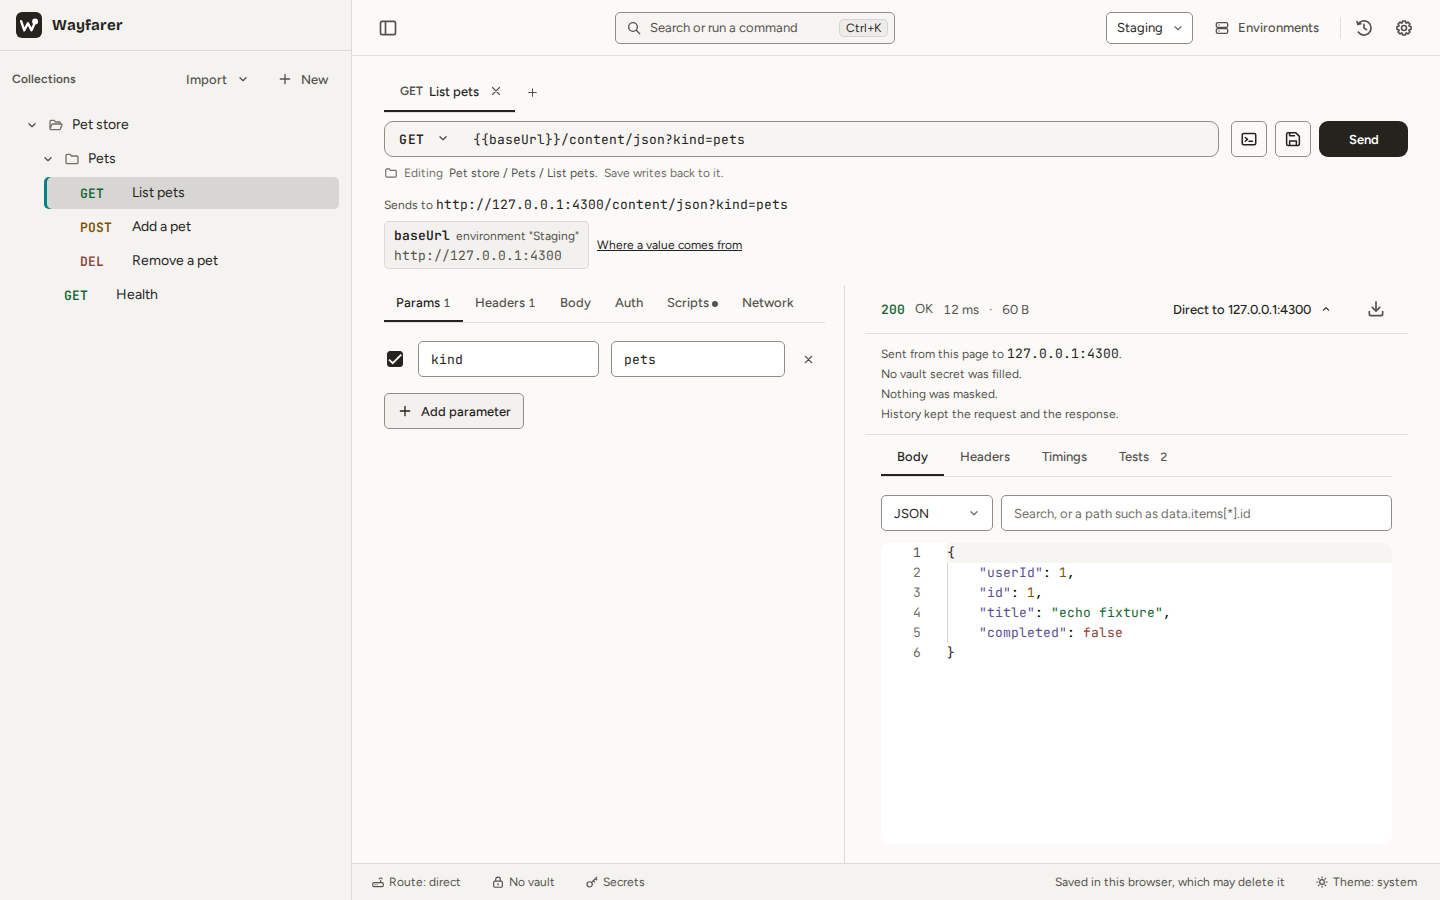 Wayfarer
Search or run a command Ctrl+K
Staging
Environments
Collections
Import
New
Pet store
Pets
GET List pets
POST Add a pet
DEL Remove a pet
GET Health
GET List pets
GET {{baseUrl}}/content/json?kind=pets
Send
Editing Pet store / Pets / List pets. Save writes back to it.
Sends to http://127.0.0.1:4300/content/json?kind=pets
baseUrl environment "Staging"
http://127.0.0.1:4300
Where a value comes from
Params 1 Headers 1 Body Auth Scripts Network
kind pets
Add parameter
200 OK 12 ms · 60 B
Direct to 127.0.0.1:4300
Sent from this page to 127.0.0.1:4300.
No vault secret was filled.
Nothing was masked.
History kept the request and the response.
Body Headers Timings Tests 2
JSON
Search, or a path such as data.items[*].id
1 {
2 "userId": 1,
3 "id": 1,
4 "title": "echo fixture",
5 "completed": false
6 }
Route: direct
No vault
Secrets
Saved in this browser, which may delete it
Theme: system